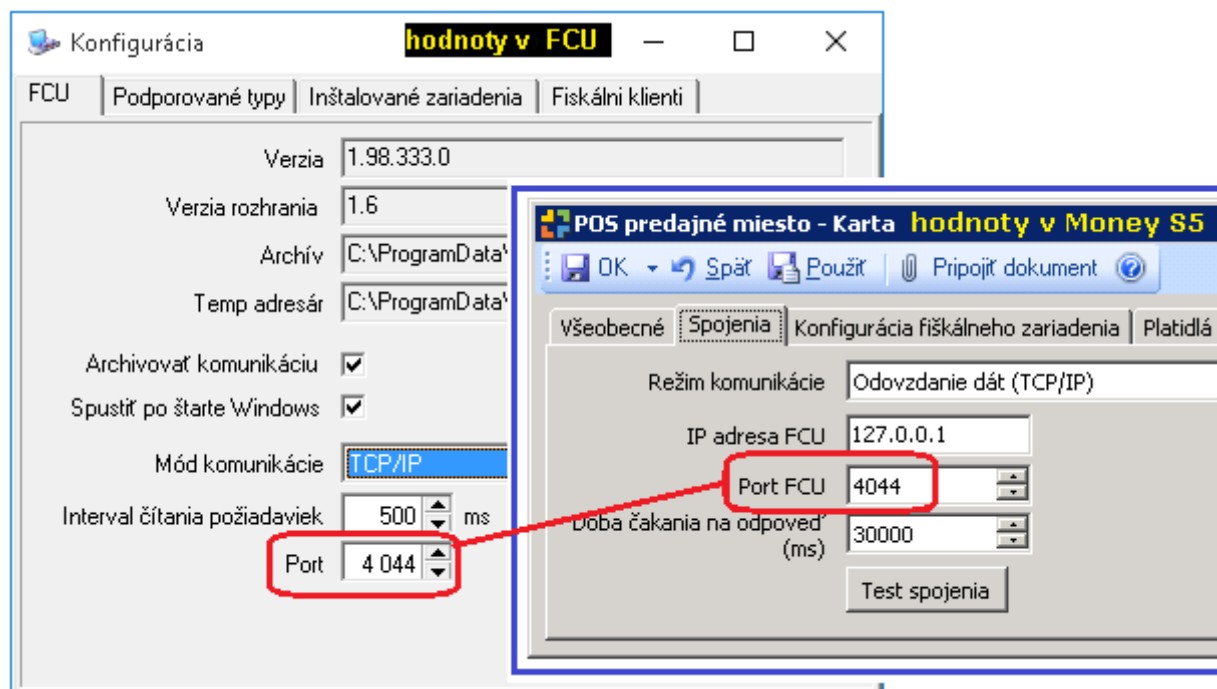 Konfigurácia hodnoty v FCU
FCU Podporované typy Inštalované zariadenia Fiskálni klienti
Verzia 1.98.333.0
Verzia rozhrania 1.6
Archív C:\ProgramData\
Temp adresár C:\ProgramData\
Archivovať komunikáciu
Spustiť po štarte Windows
Mód komunikácie TCP/IP
Interval čítania požiadaviek 500 ms
Port 4 044
POS predajné miesto - Karta hodnoty v Money S5
OK Späť Použiť Pripojiť dokument
Všeobecné Spojenia Konfigurácia fiškálneho zariadenia Platidlá
Režim komunikácie Odovzdanie dát (TCP/IP)
IP adresa FCU 127.0.0.1
Port FCU 4044
Doba čakania na odpoveď
(ms) 30000
Test spojenia